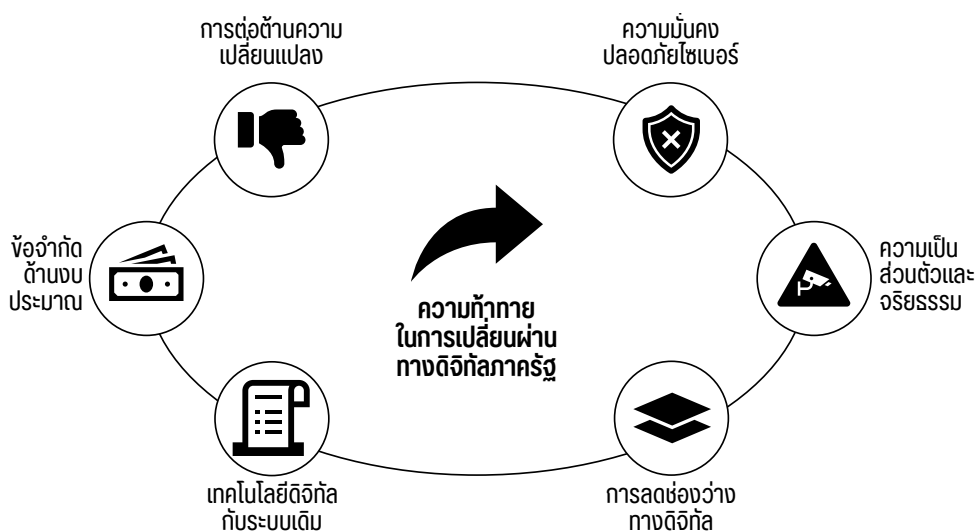 การต่อต้านความ
เปลี่ยนแปลง
ความมั่นคง
ปลอดภัยไซเบอร์
ข้อจำกัด
ด้านงบ
ประมาณ
ความเป็น
ส่วนตัวและ
จริยธรรม
ความท้าทาย
ในการเปลี่ยนผ่าน
ทางดิจิทัลภาครัฐ
เทคโนโลยีดิจิทัล
กับระบบเดิม
การลดช่องว่าง
ทางดิจิทัล